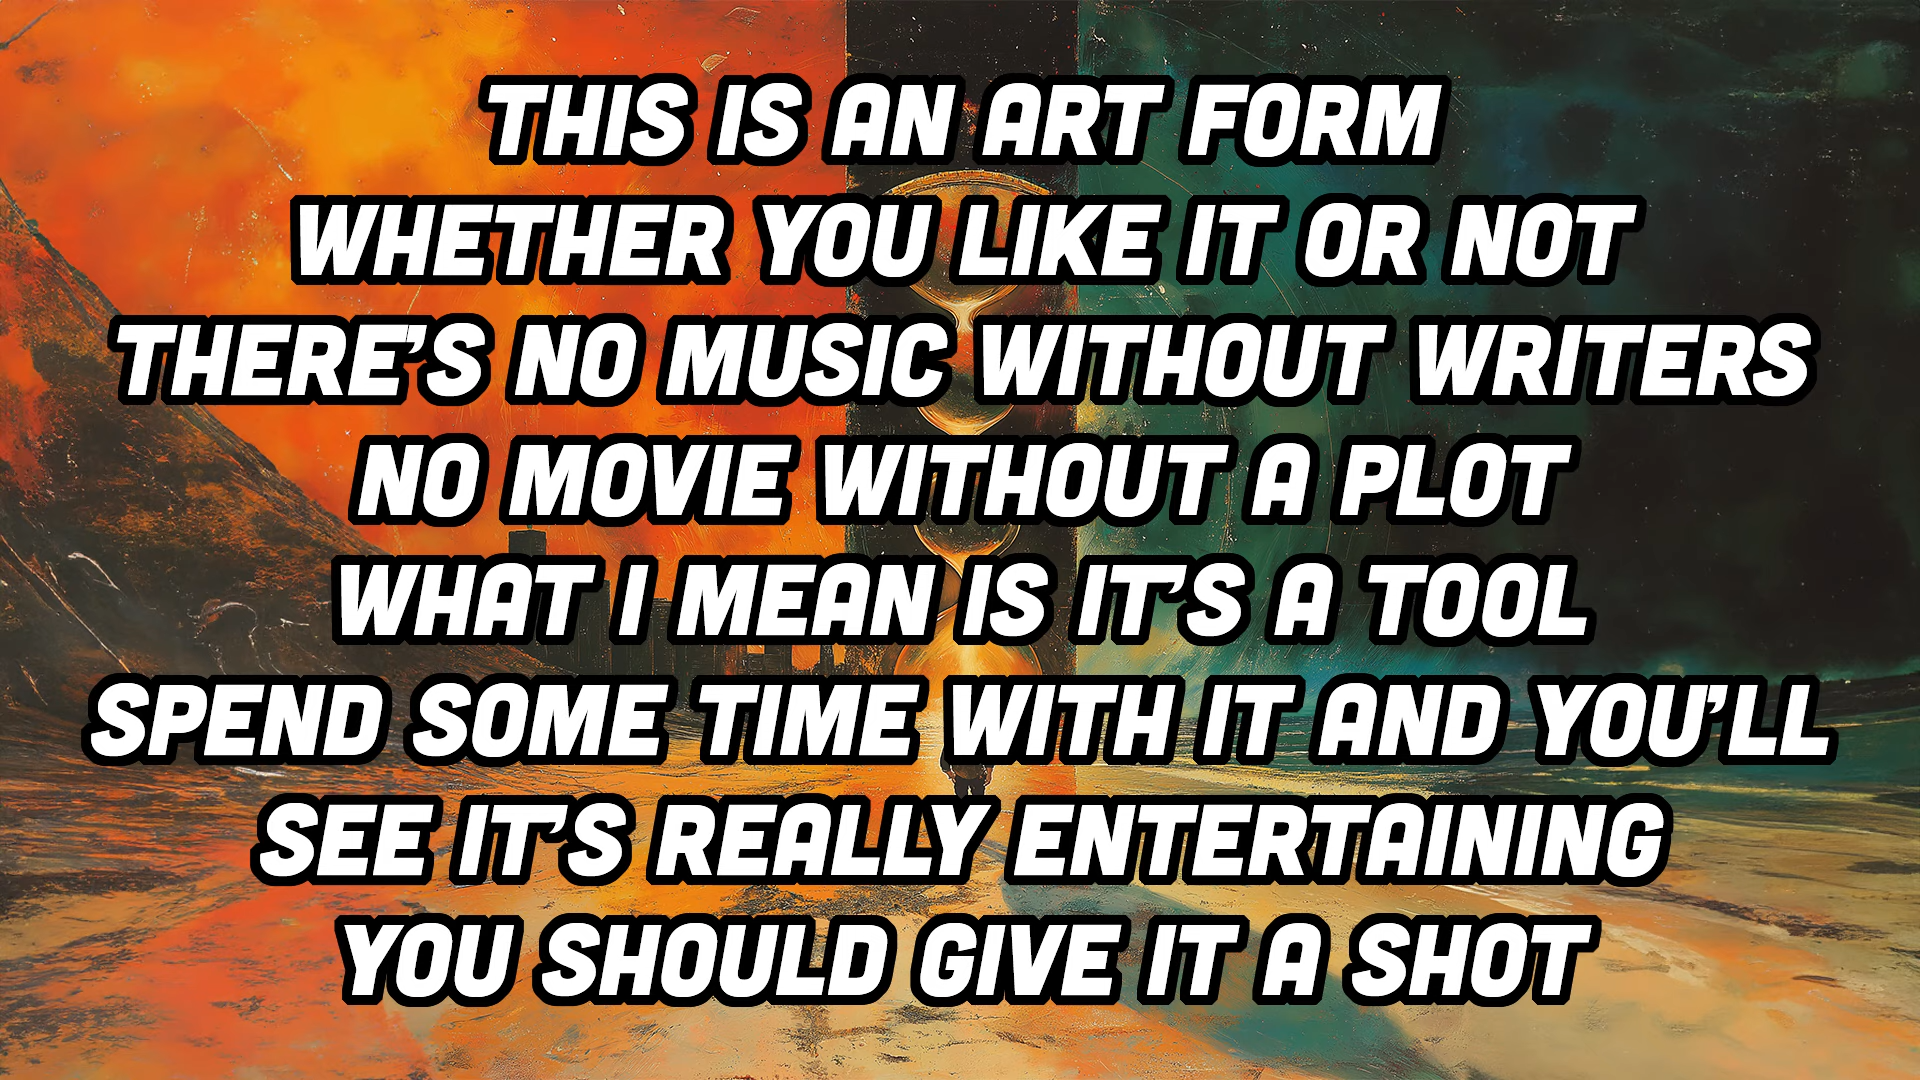 THIS IS AN ART FORM
WHETHER YOU LIKE IT OR NOT
THERE'S NO MUSIC WITHOUT WRITERS
NO MOVIE WITHOUT A PLOT
WHAT I MEAN IS IT'S A TOOL
SPEND SOME TIME WITH IT AND YOU'LL
SEE IT'S REALLY ENTERTAINING
YOU SHOULD GIVE IT A SHOT